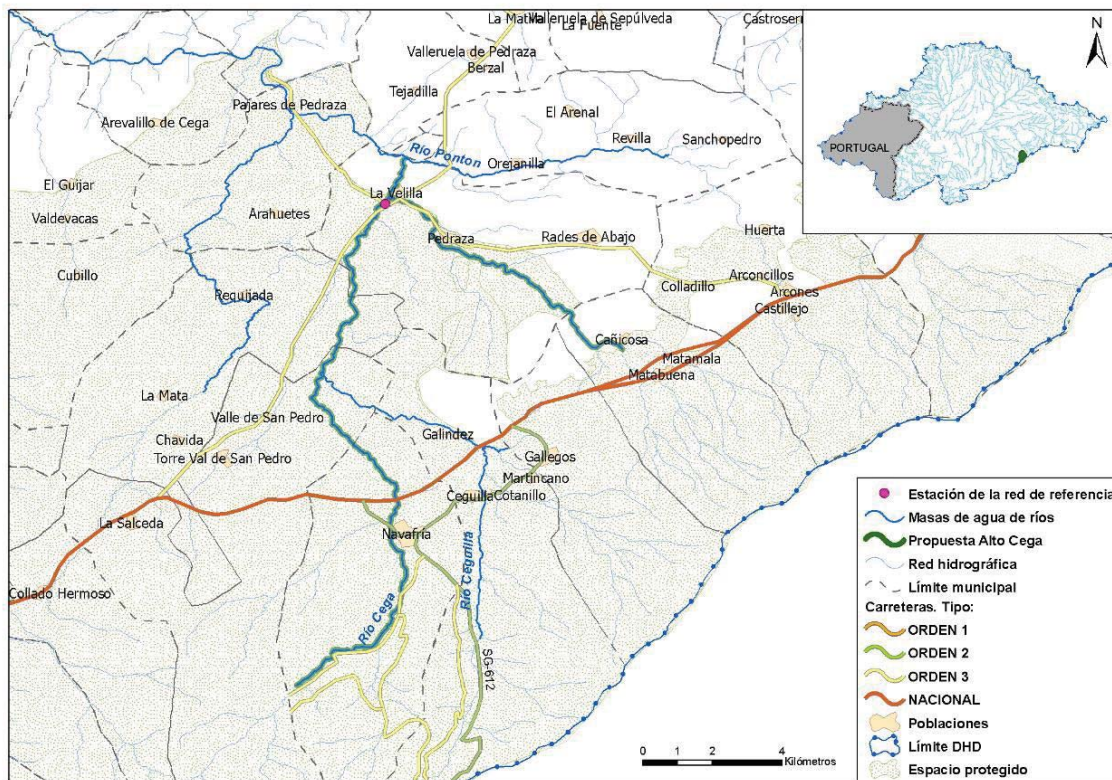 La Matilla
Valleruela de Sepúlveda
La Fuente
Valleruela de Pedraza
Berzal
Tejadilla
Pajares de Pedraza
Arevalillo de Cega
El Arenal
Revilla
Sanchopedro
Río Ponton
Orejanilla
El Guijar
Valdevacas
La Velilla
Arahuetes
Pedraza
Rades de Abajo
Huerta
Cubillo
Requijada
Colladillo
Arconcillos
Arcones
Castillejo
Cañicosa
Matamala
Matabuena
La Mata
Valle de San Pedro
Chavida
Torre Val de San Pedro
Galindez
Gallegos
Martincano
Ceguilla
Cotanillo
La Salceda
Navafría
Collado Hermoso
Río Cega
Río Ceguilla
SG-612
N
PORTUGAL
Estación de la red de referencia
Masas de agua de ríos
Propuesta Alto Cega
Red hidrográfica
Límite municipal
Carreteras. Tipo:
ORDEN 1
ORDEN 2
ORDEN 3
NACIONAL
Poblaciones
Límite DHD
Espacio protegido
0 1 2 4
Kilómetros